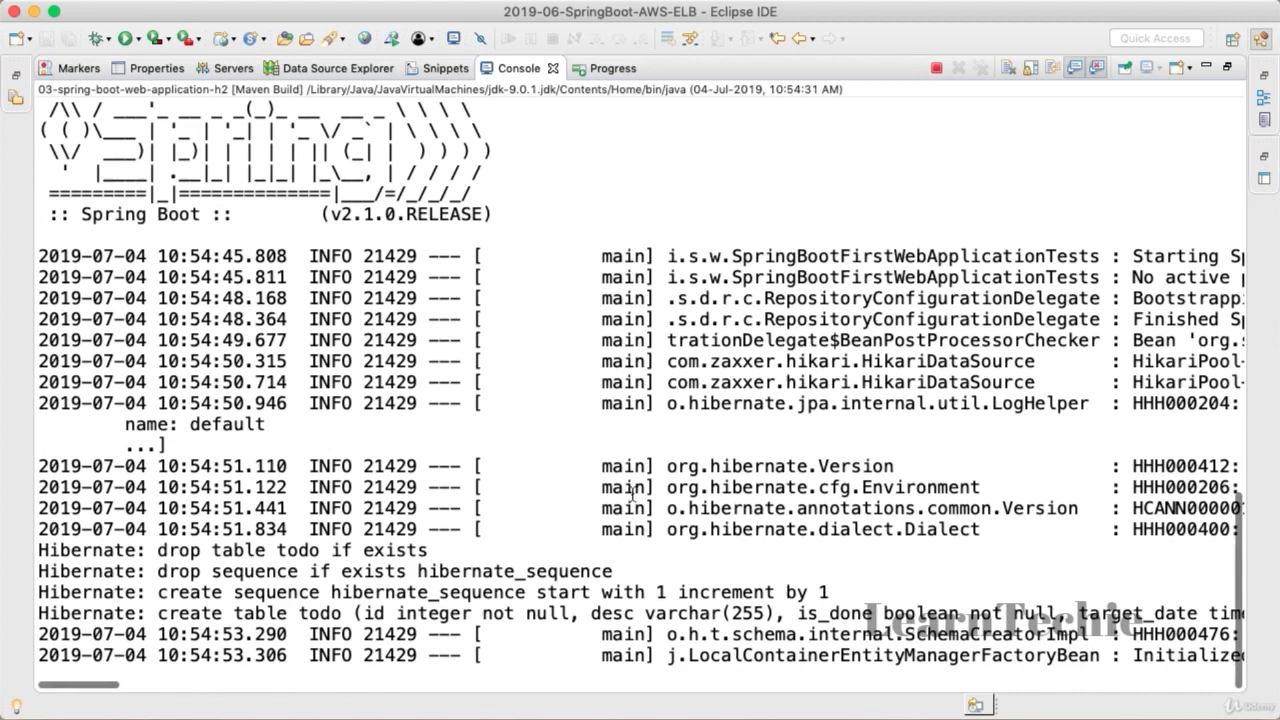 2019-06-SpringBoot-AWS-ELB - Eclipse IDE
Quick Access
Markers Properties Servers Data Source Explorer Snippets Console Progress
03-spring-boot-web-application-h2 [Maven Build] /Library/Java/JavaVirtualMachines/jdk-9.0.1.jdk/Contents/Home/bin/java (04-Jul-2019, 10:54:31 AM)
:: Spring Boot :: (v2.1.0.RELEASE)
2019-07-04 10:54:45.808 INFO 21429 --- [ main] i.s.w.SpringBootFirstWebApplicationTests : Starting Sp
2019-07-04 10:54:45.811 INFO 21429 --- [ main] i.s.w.SpringBootFirstWebApplicationTests : No active p
2019-07-04 10:54:48.168 INFO 21429 --- [ main] .s.d.r.c.RepositoryConfigurationDelegate : Bootstrappi
2019-07-04 10:54:48.364 INFO 21429 --- [ main] .s.d.r.c.RepositoryConfigurationDelegate : Finished Sp
2019-07-04 10:54:49.677 INFO 21429 --- [ main] trationDelegate$BeanPostProcessorChecker : Bean 'org.s
2019-07-04 10:54:50.315 INFO 21429 --- [ main] com.zaxxer.hikari.HikariDataSource : HikariPool-
2019-07-04 10:54:50.714 INFO 21429 --- [ main] com.zaxxer.hikari.HikariDataSource : HikariPool-
2019-07-04 10:54:50.946 INFO 21429 --- [ main] o.hibernate.jpa.internal.util.LogHelper : HHH000204:
name: default
...]
2019-07-04 10:54:51.110 INFO 21429 --- [ main] org.hibernate.Version : HHH000412:
2019-07-04 10:54:51.122 INFO 21429 --- [ main] org.hibernate.cfg.Environment : HHH000206:
2019-07-04 10:54:51.441 INFO 21429 --- [ main] o.hibernate.annotations.common.Version : HCANN00000
2019-07-04 10:54:51.834 INFO 21429 --- [ main] org.hibernate.dialect.Dialect : HHH000400:
Hibernate: drop table todo if exists
Hibernate: drop sequence if exists hibernate_sequence
Hibernate: create sequence hibernate_sequence start with 1 increment by 1
Hibernate: create table todo (id integer not null, desc varchar(255), is_done boolean not null, target_date time
2019-07-04 10:54:53.290 INFO 21429 --- [ main] o.h.t.schema.internal.SchemaCreatorImpl : HHH000476:
2019-07-04 10:54:53.306 INFO 21429 --- [ main] j.LocalContainerEntityManagerFactoryBean : Initialized
LearnTechie
Udemy